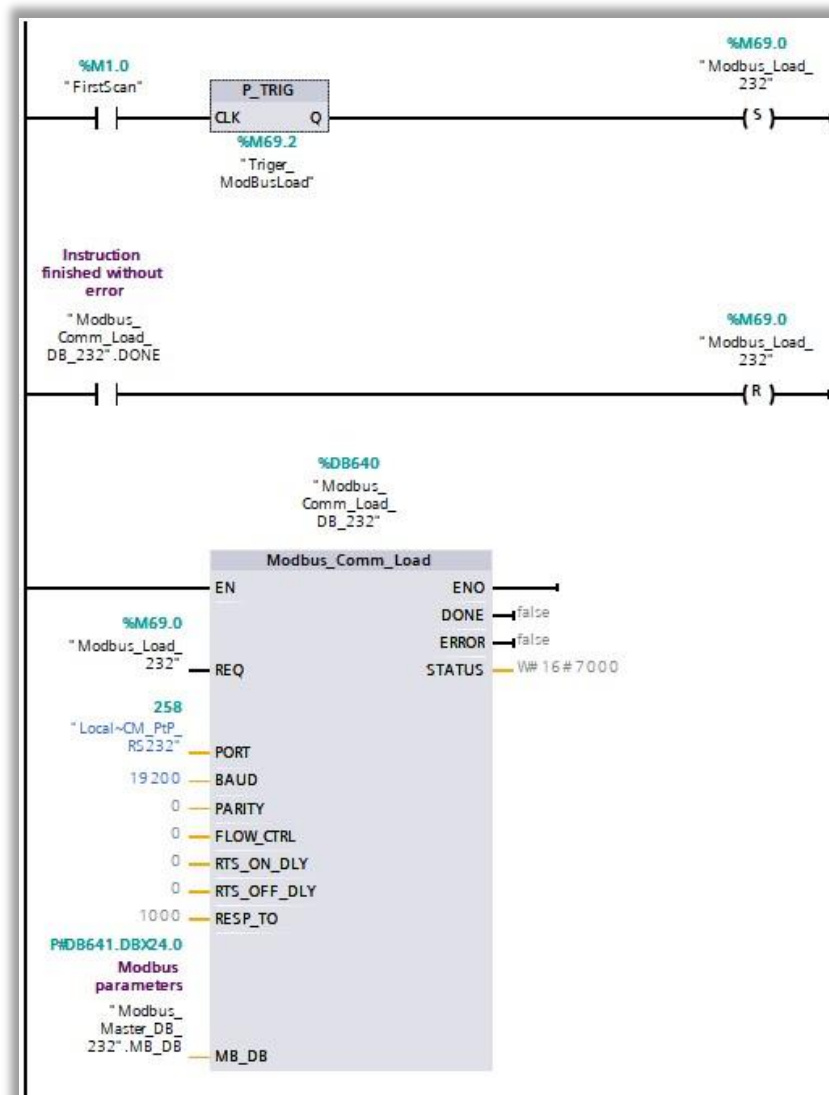 %M1.0
"FirstScan"
P_TRIG
CLK Q
%M69.2
"Triger_
ModBusLoad"
%M69.0
"Modbus_Load_
232"
S
Instruction
finished without
error
"Modbus_
Comm_Load_
DB_232".DONE
%M69.0
"Modbus_Load_
232"
R
%DB640
"Modbus_
Comm_Load_
DB_232"
Modbus_Comm_Load
EN ENO
DONE false
ERROR false
%M69.0
"Modbus_Load_
232" REQ
STATUS W#16#7000
258
"Local~CM_PtP_
RS232" PORT
19200 BAUD
0 PARITY
0 FLOW_CTRL
0 RTS_ON_DLY
0 RTS_OFF_DLY
1000 RESP_TO
P#DB641.DBX24.0
Modbus
parameters
"Modbus_
Master_DB_
232".MB_DB MB_DB